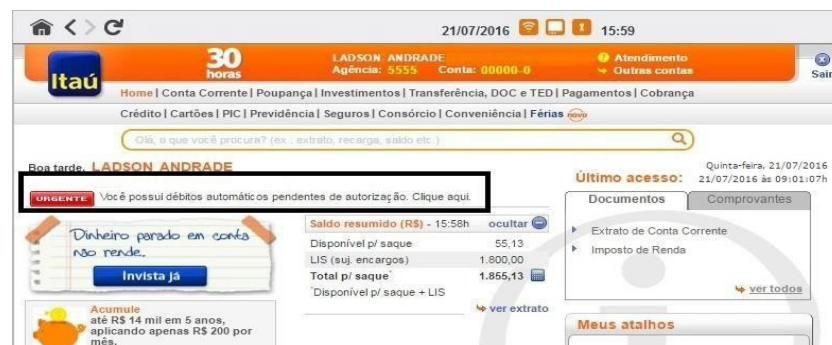 21/07/2016 15:59
Itaú
30
horas
LADSON ANDRADE
Agência: 5555 Conta: 00000-0
Atendimento
Outras contas
Sair
Home | Conta Corrente | Poupança | Investimentos | Transferência, DOC e TED | Pagamentos | Cobrança
Crédito | Cartões | PIC | Previdência | Seguros | Consórcio | Conveniência | Férias novo
Olá, o que você procura? (ex.: extrato, recarga, saldo etc.)
Boa tarde, LADSON ANDRADE
Último acesso:
Quinta-feira, 21/07/2016
21/07/2016 às 09:01:07h
URGENTE Você possui débitos automáticos pendentes de autorização. Clique aqui.
Dinheiro parado em conta
não rende.
Invista já
Acumule
até R$ 14 mil em 5 anos,
aplicando apenas R$ 200 por
mês.
Saldo resumido (R$) - 15:58h ocultar
Disponível p/ saque 55,13
LIS (suj. encargos) 1.800,00
Total p/ saque* 1.855,13
*Disponível p/ saque + LIS
ver extrato
Documentos
Comprovantes
Extrato de Conta Corrente
Imposto de Renda
ver todos
Meus atalhos